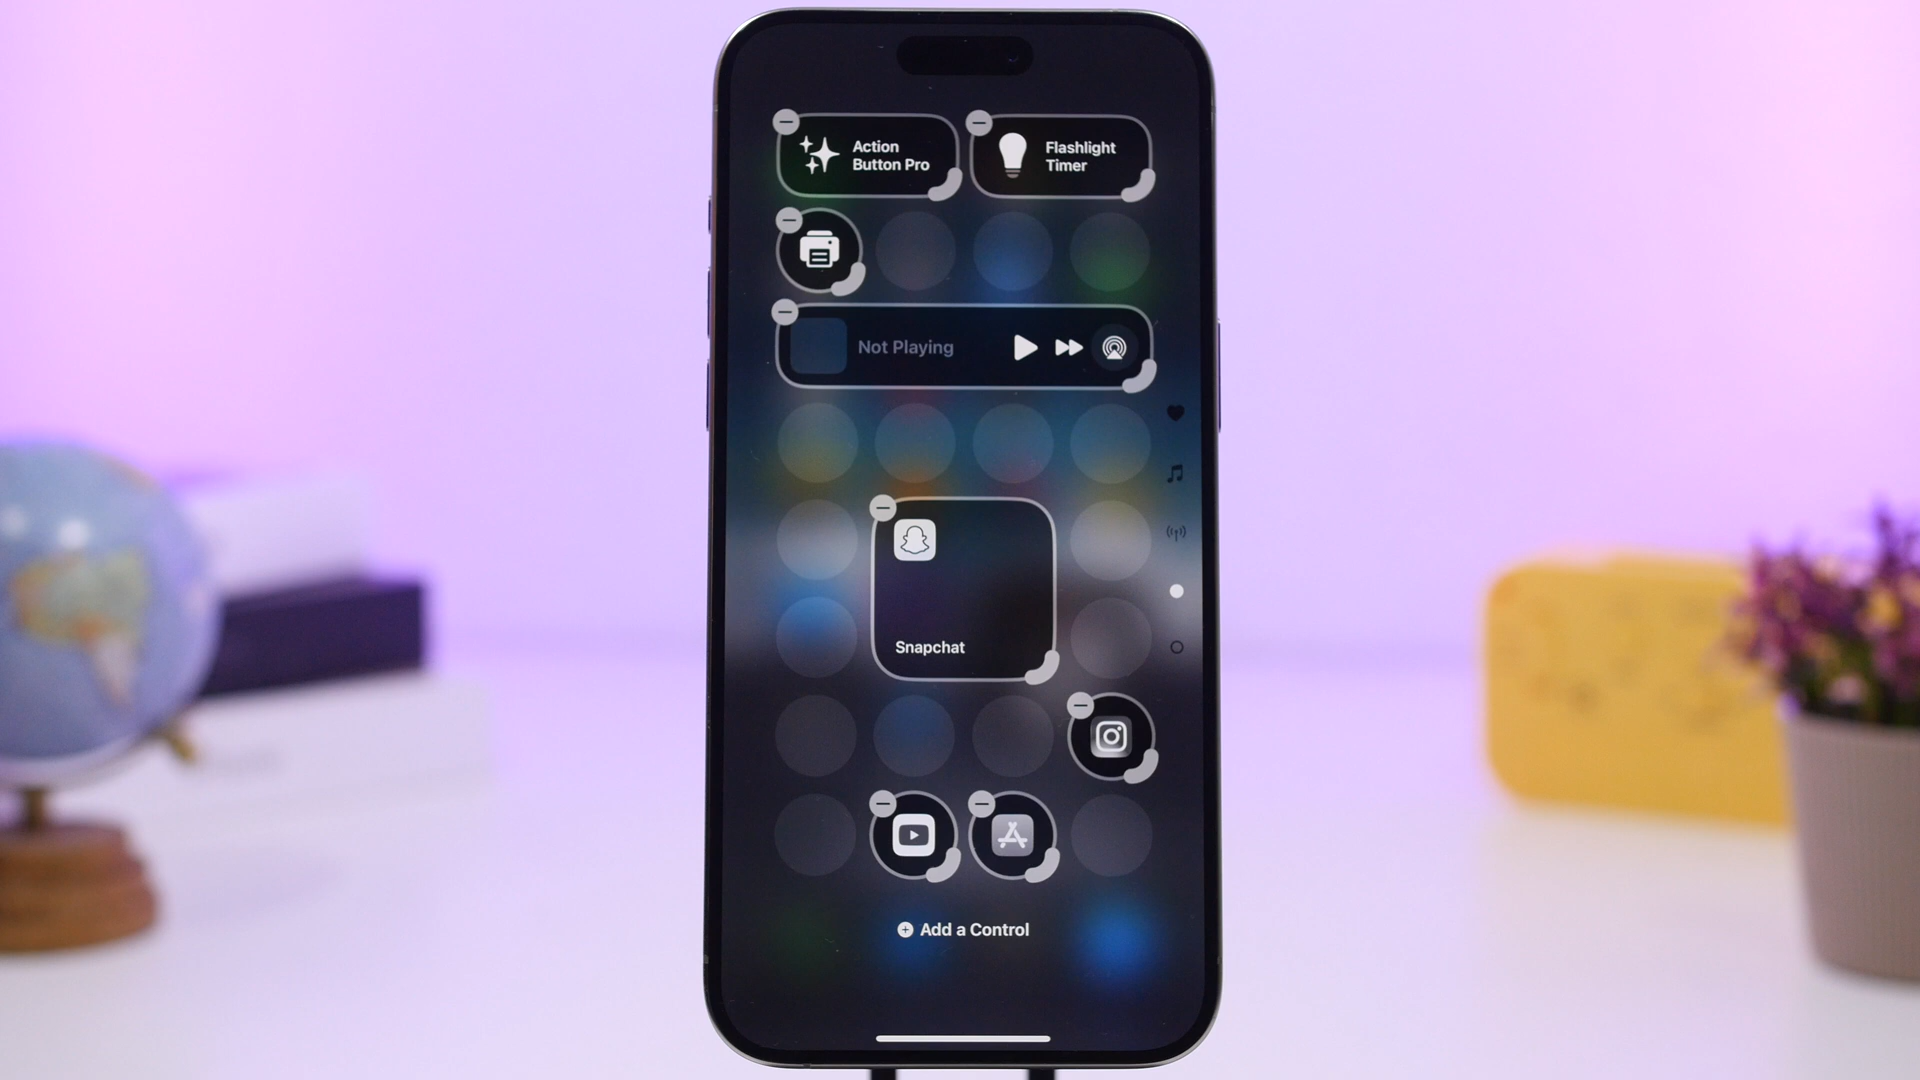 Action
Button Pro
Flashlight
Timer
Not Playing
Snapchat
Add a Control